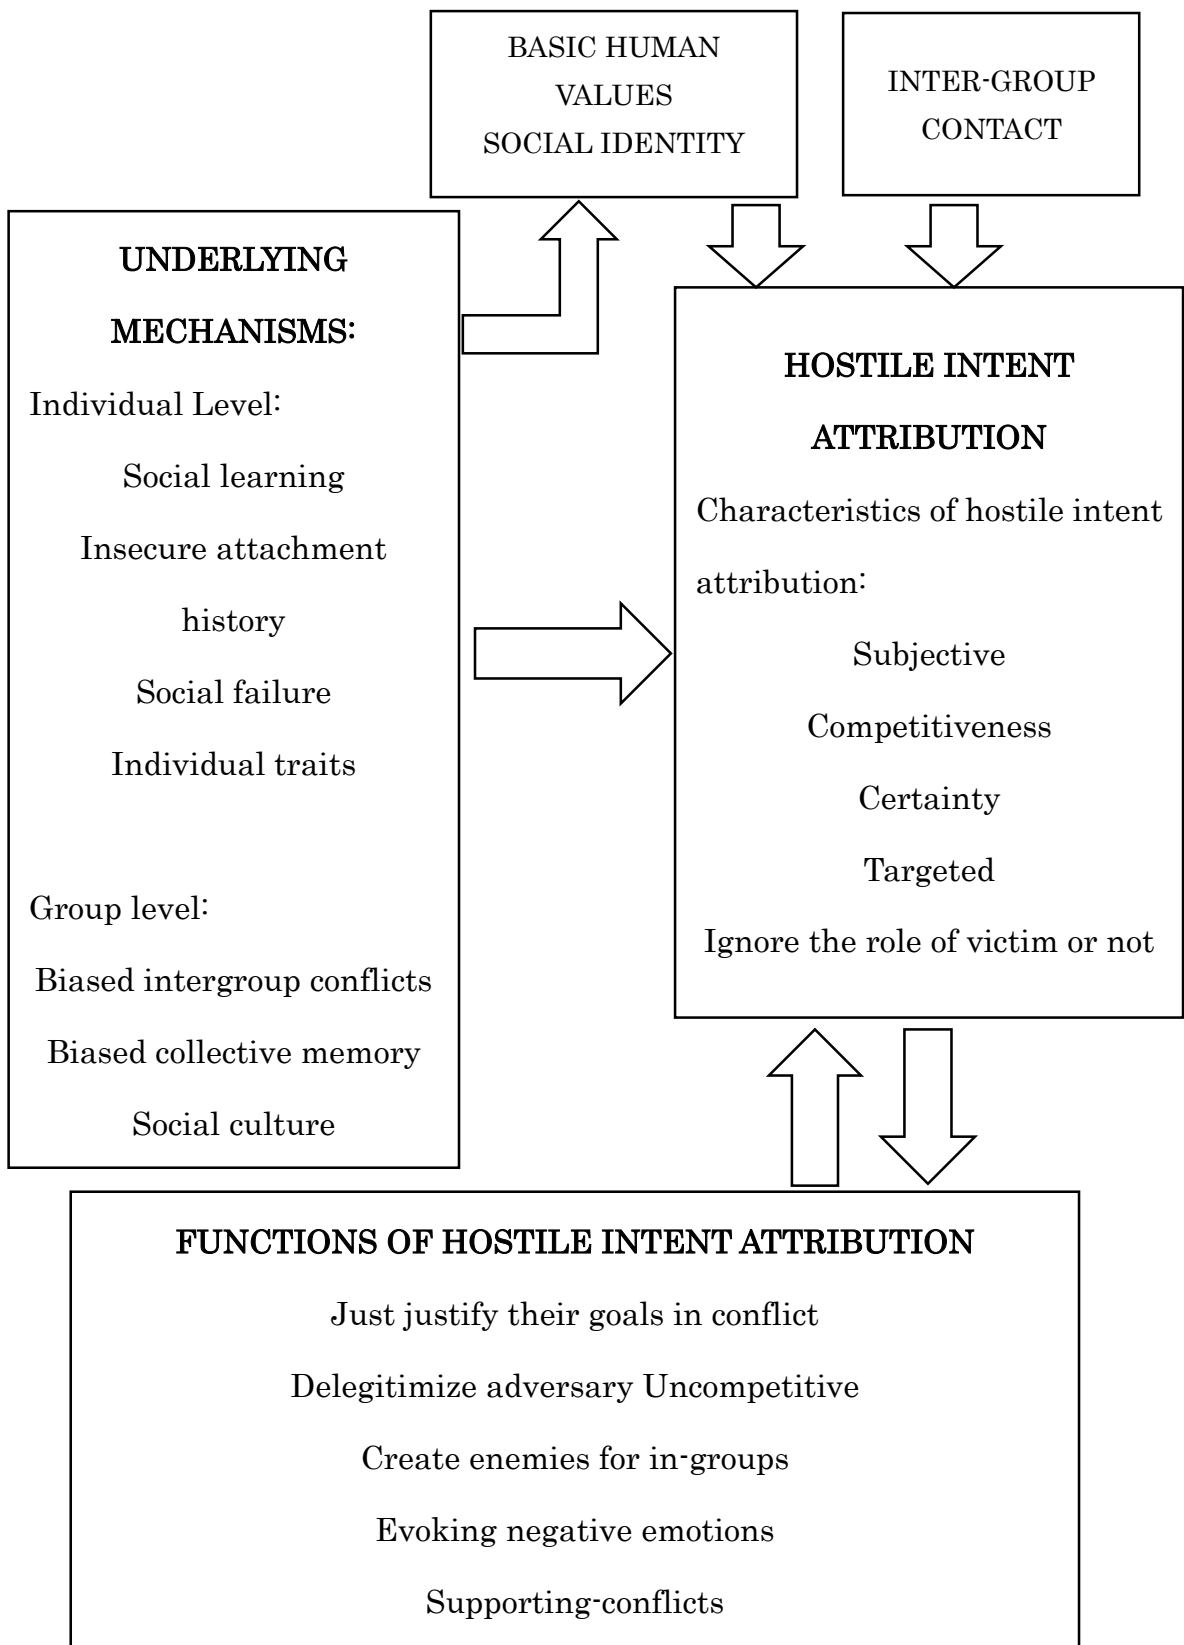 BASIC HUMAN
VALUES
SOCIAL IDENTITY
INTER-GROUP
CONTACT
UNDERLYING
MECHANISMS:
Individual Level:
Social learning
Insecure attachment
history
Social failure
Individual traits
Group level:
Biased intergroup conflicts
Biased collective memory
Social culture
HOSTILE INTENT
ATTRIBUTION
Characteristics of hostile intent
attribution:
Subjective
Competitiveness
Certainty
Targeted
Ignore the role of victim or not
FUNCTIONS OF HOSTILE INTENT ATTRIBUTION
Just justify their goals in conflict
Delegitimize adversary Uncompetitive
Create enemies for in-groups
Evoking negative emotions
Supporting-conflicts